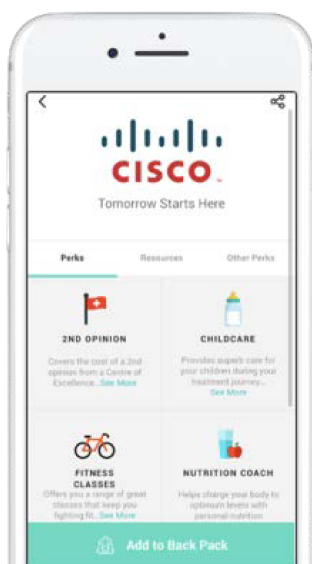 CISCO
Tomorrow Starts Here
Perks Resources Other Perks
2ND OPINION
Covers the cost of a 2nd
opinion from a Centre of
Excellence...See More
CHILDCARE
Provides superb care for
your children during your
treatment journey...
See More
FITNESS
CLASSES
Offers you a range of great
classes that keep you
fighting fit.. See More
NUTRITION COACH
Helps charge your body to
optimum levels with
personal nutrition
Add to Back Pack